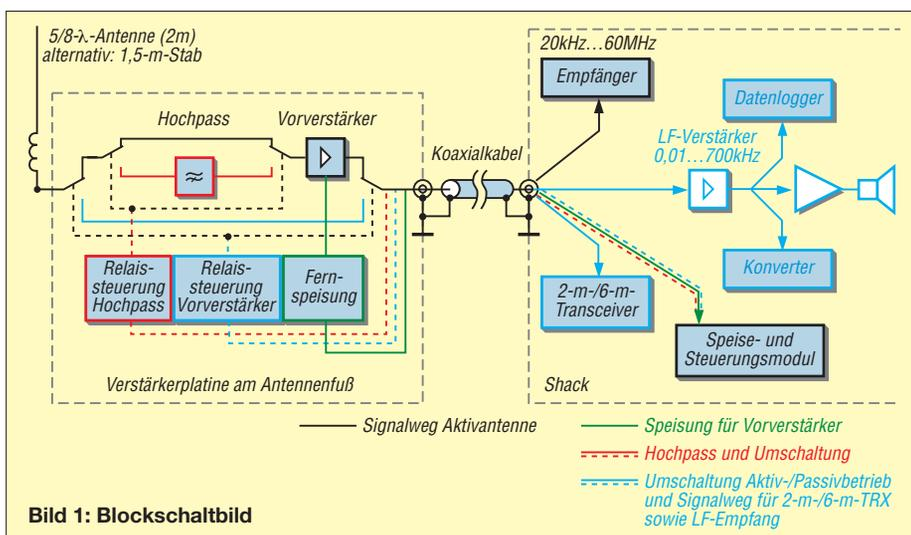 5/8-λ-Antenne (2m)
alternativ: 1,5-m-Stab
Hochpass
Vorverstärker
Koaxialkabel
20kHz...60MHz
Empfänger
Datenlogger
LF-Verstärker
0,01...700kHz
Konverter
Relais-
steuerung
Hochpass
Relais-
steuerung
Vorverstärker
Fern-
speisung
2-m-/6-m-
Transceiver
Speise- und
Steuerungsmodul
Verstärkerplatine am Antennenfuß
Shack
Signalweg Aktivantenne
Speisung für Vorverstärker
Hochpass und Umschaltung
Umschaltung Aktiv-/Passivbetrieb
und Signalweg für 2-m-/6-m-TRX
sowie LF-Empfang
Bild 1: Blockschaltbild